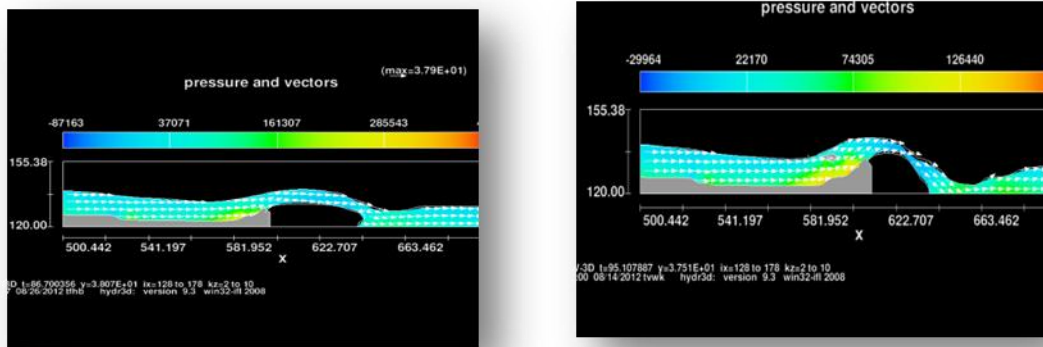 (max=3.79E+01)
pressure and vectors
-87163 37071 161307 285543
155.38
120.00
500.442 541.197 581.952 622.707 663.462
X
t=86.700356 y=3.807E+01 ix=128 to 178 kz=2 to 10
08/26/2012 hydr3d: version 9.3 win32-ifl 2008
pressure and vectors
-29964 22170 74305 126440
155.38
120.00
500.442 541.197 581.952 622.707 663.462
X
t=95.107887 y=3.751E+01 ix=128 to 178 kz=2 to 10
08/14/2012 tvwk hydr3d: version 9.3 win32-ifl 2008